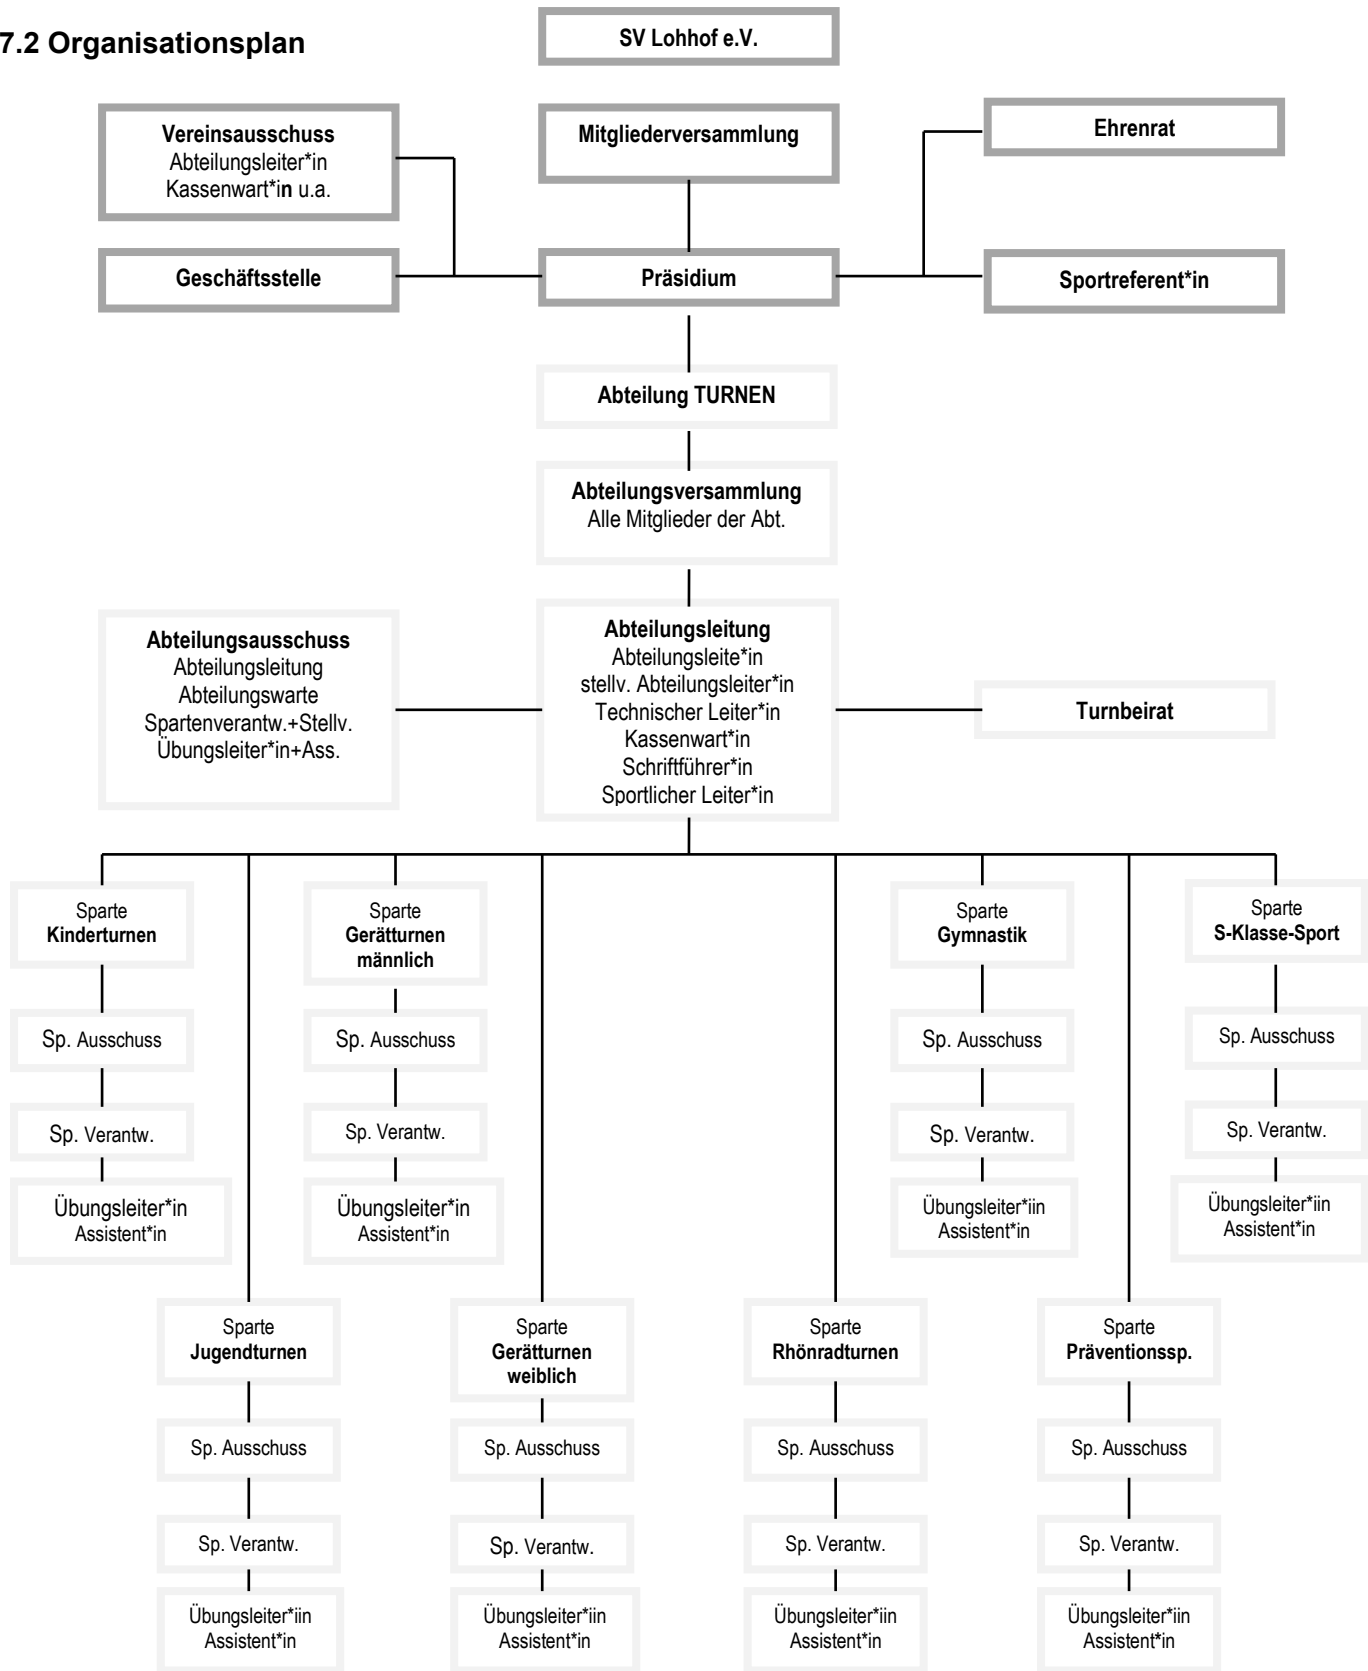 7.2 Organisationsplan
SV Lohhof e.V.
Vereinsausschuss
Abteilungsleiter*in
Kassenwart*in u.a.
Mitgliederversammlung
Ehrenrat
Geschäftsstelle
Präsidium
Sportreferent*in
Abteilung TURNEN
Abteilungsversammlung
Alle Mitglieder der Abt.
Abteilungsausschuss
Abteilungsleitung
Abteilungswarte
Spartenverantw.+Stellv.
Übungsleiter*in+Ass.
Abteilungsleitung
Abteilungsleite*in
stellv. Abteilungsleiter*in
Technischer Leiter*in
Kassenwart*in
Schriftführer*in
Sportlicher Leiter*in
Turnbeirat
Sparte
Kinderturnen
Sp. Ausschuss
Sp. Verantw.
Übungsleiter*in
Assistent*in
Sparte
Gerätturnen
männlich
Sp. Ausschuss
Sp. Verantw.
Übungsleiter*in
Assistent*in
Sparte
Gymnastik
Sp. Ausschuss
Sp. Verantw.
Übungsleiter*iin
Assistent*in
Sparte
S-Klasse-Sport
Sp. Ausschuss
Sp. Verantw.
Übungsleiter*iin
Assistent*in
Sparte
Jugendturnen
Sp. Ausschuss
Sp. Verantw.
Übungsleiter*iin
Assistent*in
Sparte
Gerätturnen
weiblich
Sp. Ausschuss
Sp. Verantw.
Übungsleiter*iin
Assistent*in
Sparte
Rhönradturnen
Sp. Ausschuss
Sp. Verantw.
Übungsleiter*iin
Assistent*in
Sparte
Präventionssp.
Sp. Ausschuss
Sp. Verantw.
Übungsleiter*iin
Assistent*in